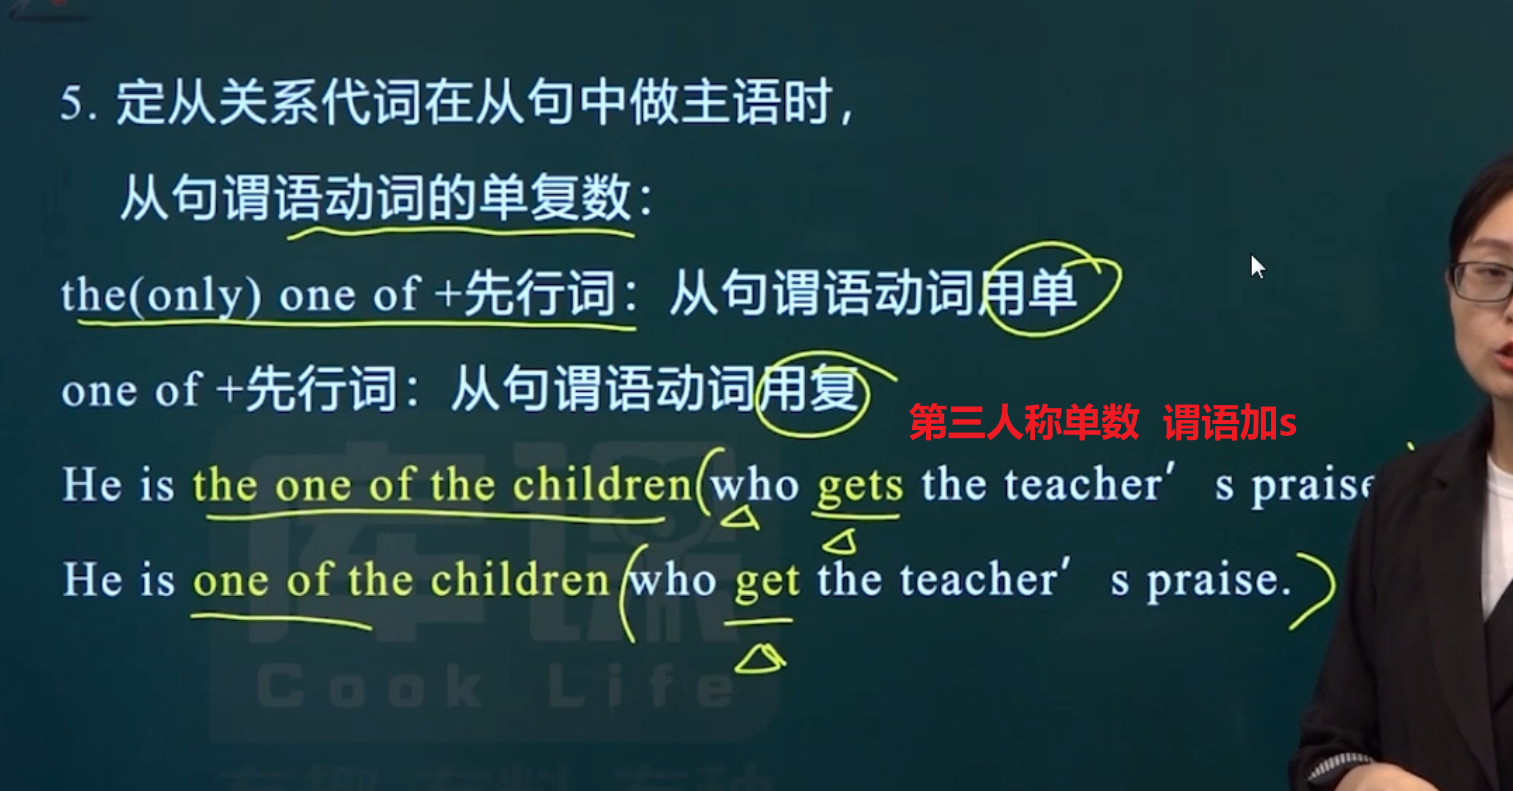 5. 定从关系代词在从句中做主语时，
从句谓语动词的单复数：
the(only) one of +先行词：从句谓语动词用单
one of +先行词：从句谓语动词用复
第三人称单数 谓语加s
He is the one of the children(who gets the teacher′ s praise
He is one of the children(who get the teacher′ s praise.)
库课
Cook Life